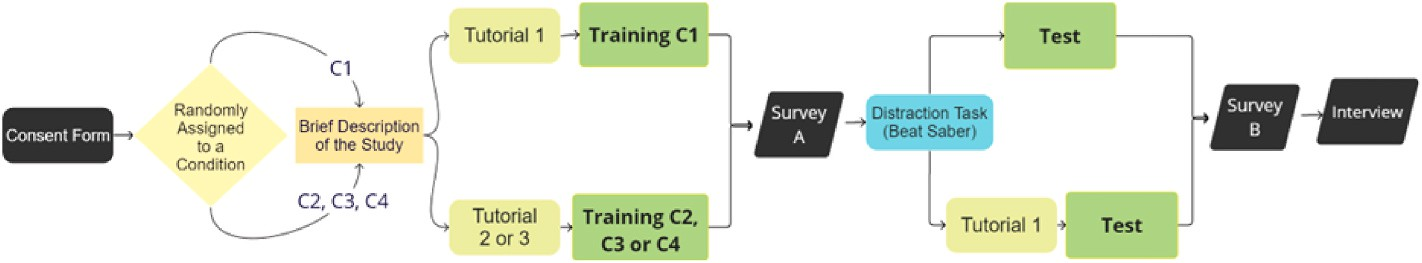 Consent Form
Randomly
Assigned
to a
Condition
C1
C2, C3, C4
Brief Description
of the Study
Tutorial 1
Training C1
Tutorial
2 or 3
Training C2,
C3 or C4
Survey
A
Distraction Task
(Beat Saber)
Test
Tutorial 1
Test
Survey
B
Interview